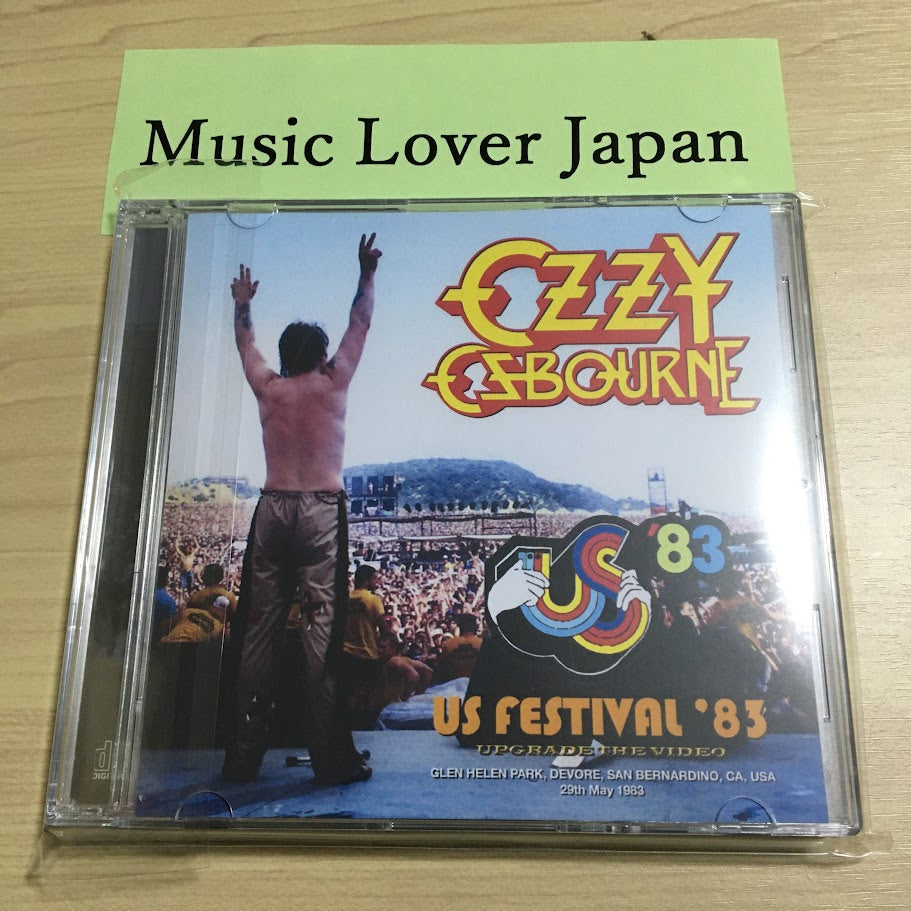 Music Lover Japan
OZZY
OSBOURNE
US '83
US FESTIVAL '83
UPGRADE THE VIDEO
GLEN HELEN PARK, DEVORE, SAN BERNARDINO, CA, USA
29th May 1983